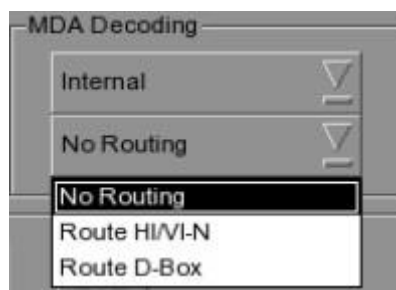 MDA Decoding
Internal
No Routing
No Routing
Route HI/VI-N
Route D-Box